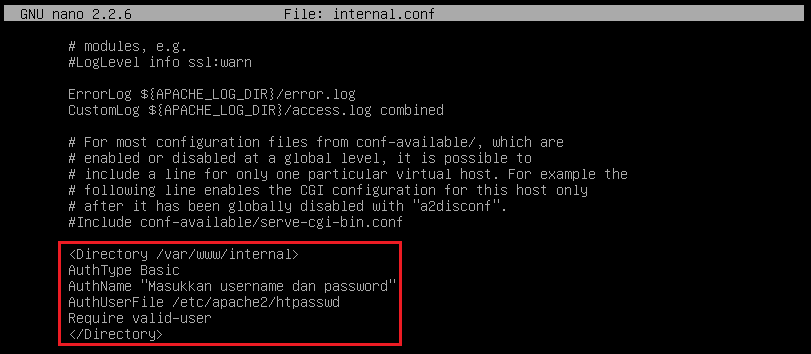 GNU nano 2.2.6 File: internal.conf
# modules, e.g.
#LogLevel info ssl:warn
ErrorLog ${APACHE_LOG_DIR}/error.log
CustomLog ${APACHE_LOG_DIR}/access.log combined
# For most configuration files from conf-available/, which are
# enabled or disabled at a global level, it is possible to
# include a line for only one particular virtual host. For example the
# following line enables the CGI configuration for this host only
# after it has been globally disabled with "a2disconf".
#Include conf-available/serve-cgi-bin.conf
<Directory /var/www/internal>
AuthType Basic
AuthName "Masukkan username dan password"
AuthUserFile /etc/apache2/htpasswd
Require valid-user
</Directory>